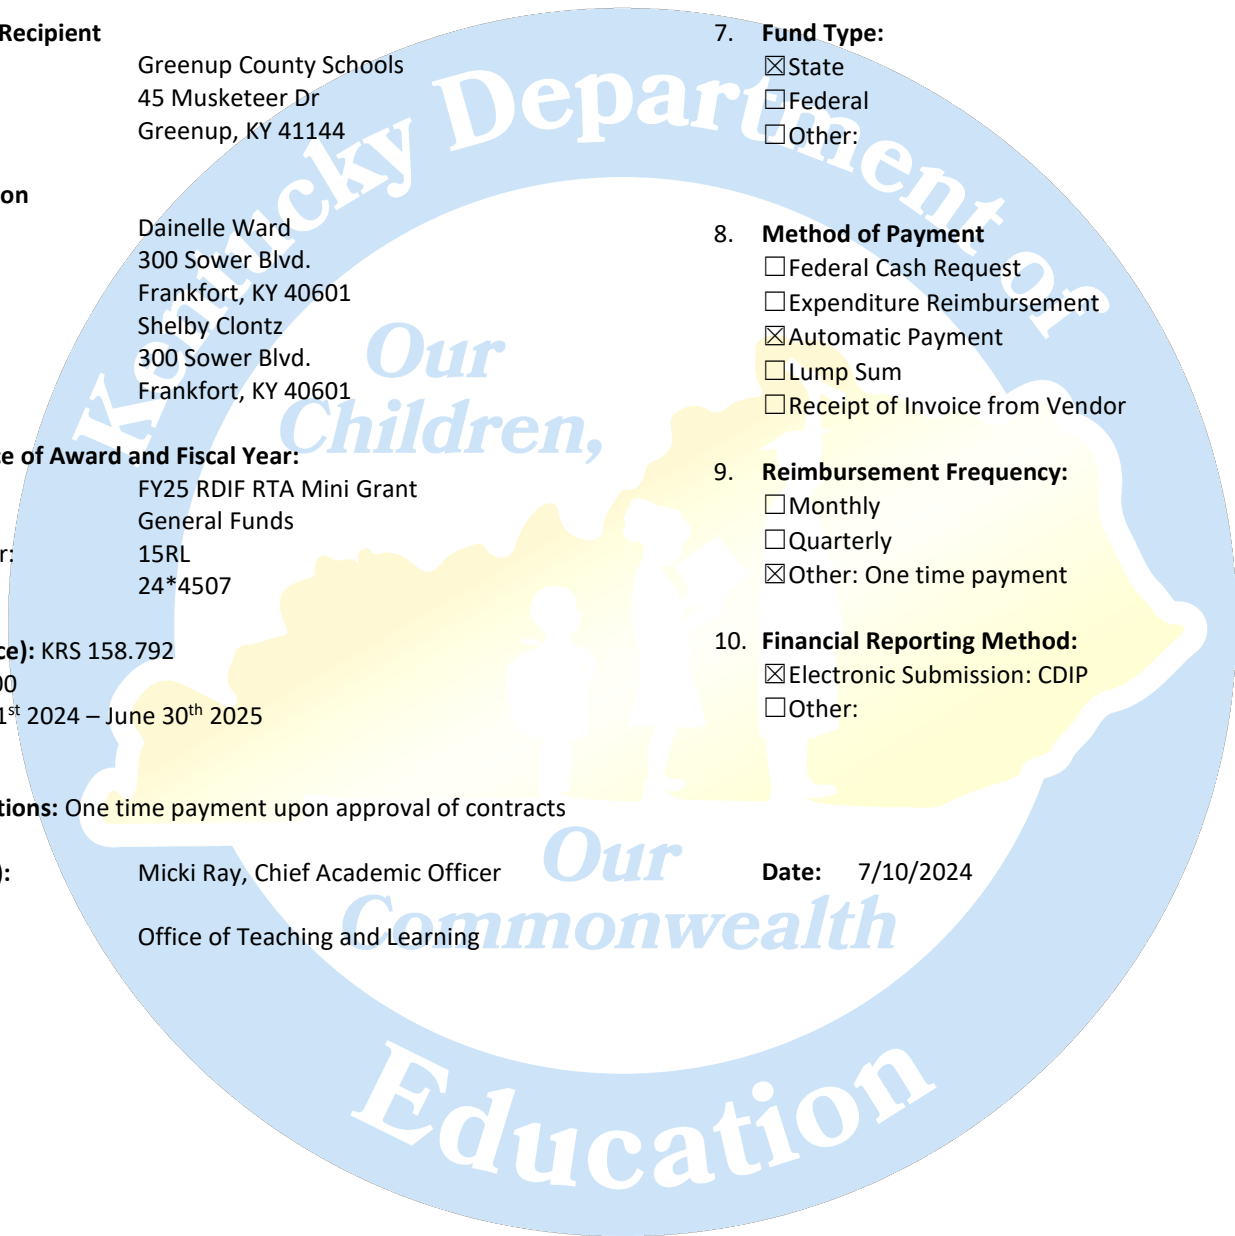 Recipient
Greenup County Schools
45 Musketeer Dr
Greenup, KY 41144
on
Dainelle Ward
300 Sower Blvd.
Frankfort, KY 40601
Shelby Clontz
300 Sower Blvd.
Frankfort, KY 40601
ce of Award and Fiscal Year:
FY25 RDIF RTA Mini Grant
General Funds
r: 15RL
24*4507
ce): KRS 158.792
00
1st 2024 – June 30th 2025
tions: One time payment upon approval of contracts
): Micki Ray, Chief Academic Officer
Office of Teaching and Learning
7. Fund Type:
☒State
☐Federal
☐Other:
8. Method of Payment
☐Federal Cash Request
☐Expenditure Reimbursement
☒Automatic Payment
☐Lump Sum
☐Receipt of Invoice from Vendor
9. Reimbursement Frequency:
☐Monthly
☐Quarterly
☒Other: One time payment
10. Financial Reporting Method:
☒Electronic Submission: CDIP
☐Other:
Date: 7/10/2024
Kentucky Department of
Education
Our
Children,
Our
Commonwealth